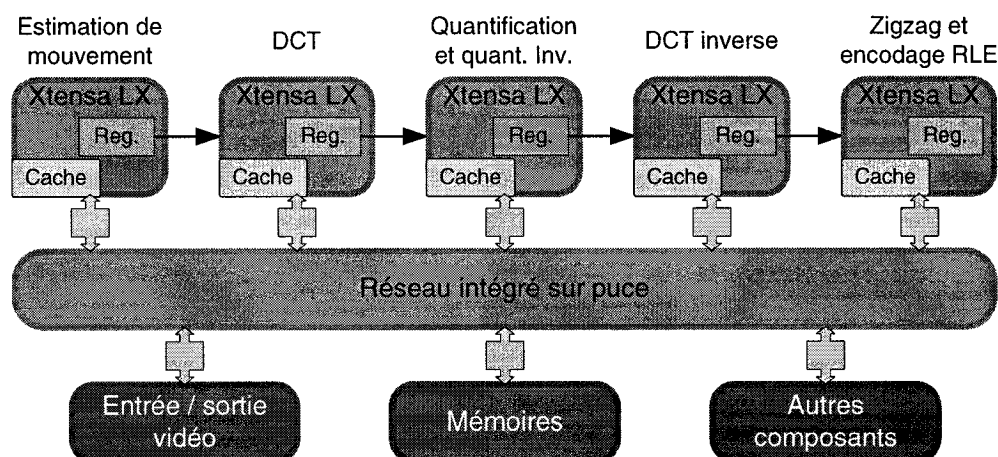 Estimation de
mouvement
DCT
Quantification
et quant. Inv.
DCT inverse
Zigzag et
encodage RLE
Xtensa LX
Reg.
Cache
Xtensa LX
Reg.
Cache
Xtensa LX
Reg.
Cache
Xtensa LX
Reg.
Cache
Xtensa LX
Reg.
Cache
Réseau intégré sur puce
Entrée / sortie
vidéo
Mémoires
Autres
composants